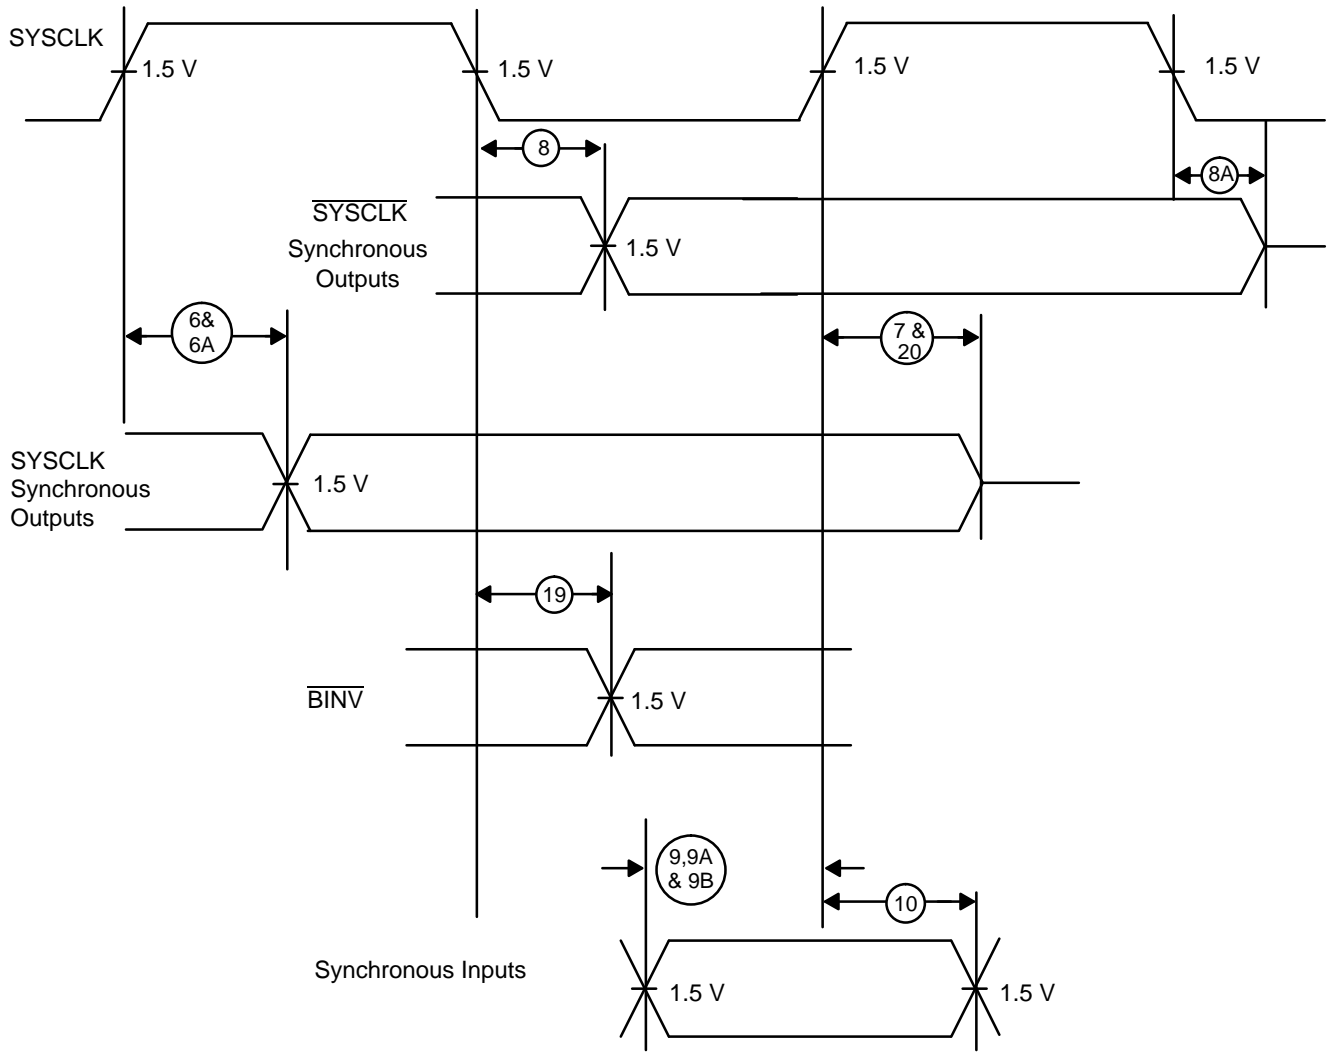 SYSCLK
1.5 V
1.5 V
1.5 V
1.5 V
8
8A
SYSCLK
Synchronous
Outputs
1.5 V
6&
6A
7 &
20
SYSCLK
Synchronous
Outputs
1.5 V
19
BINV
1.5 V
9,9A
& 9B
10
Synchronous Inputs
1.5 V
1.5 V